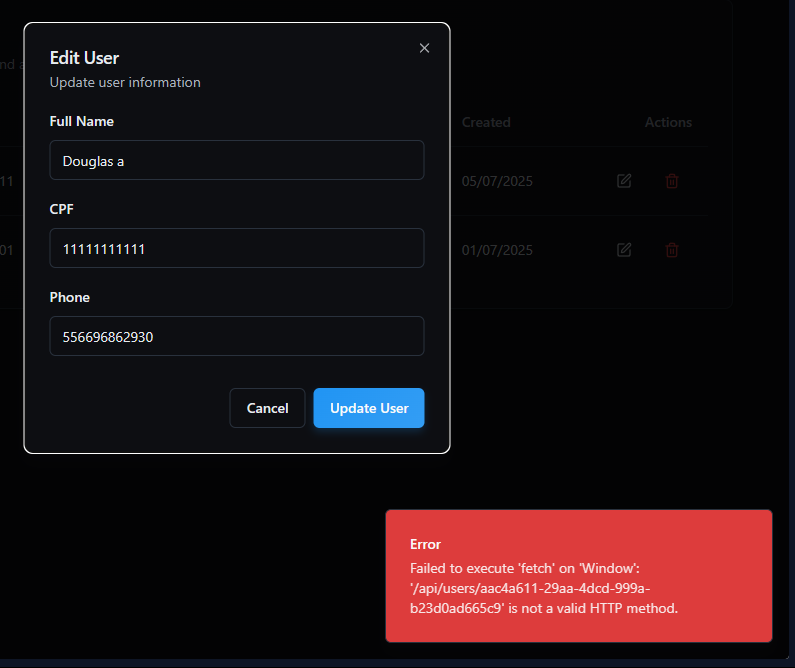 Edit User
Update user information
Full Name
Douglas a
CPF
11111111111
Phone
556696862930
Cancel
Update User
nd a
Created
Actions
11
05/07/2025
01
01/07/2025
Error
Failed to execute 'fetch' on 'Window':
'/api/users/aac4a611-29aa-4dcd-999a-
b23d0ad665c9' is not a valid HTTP method.